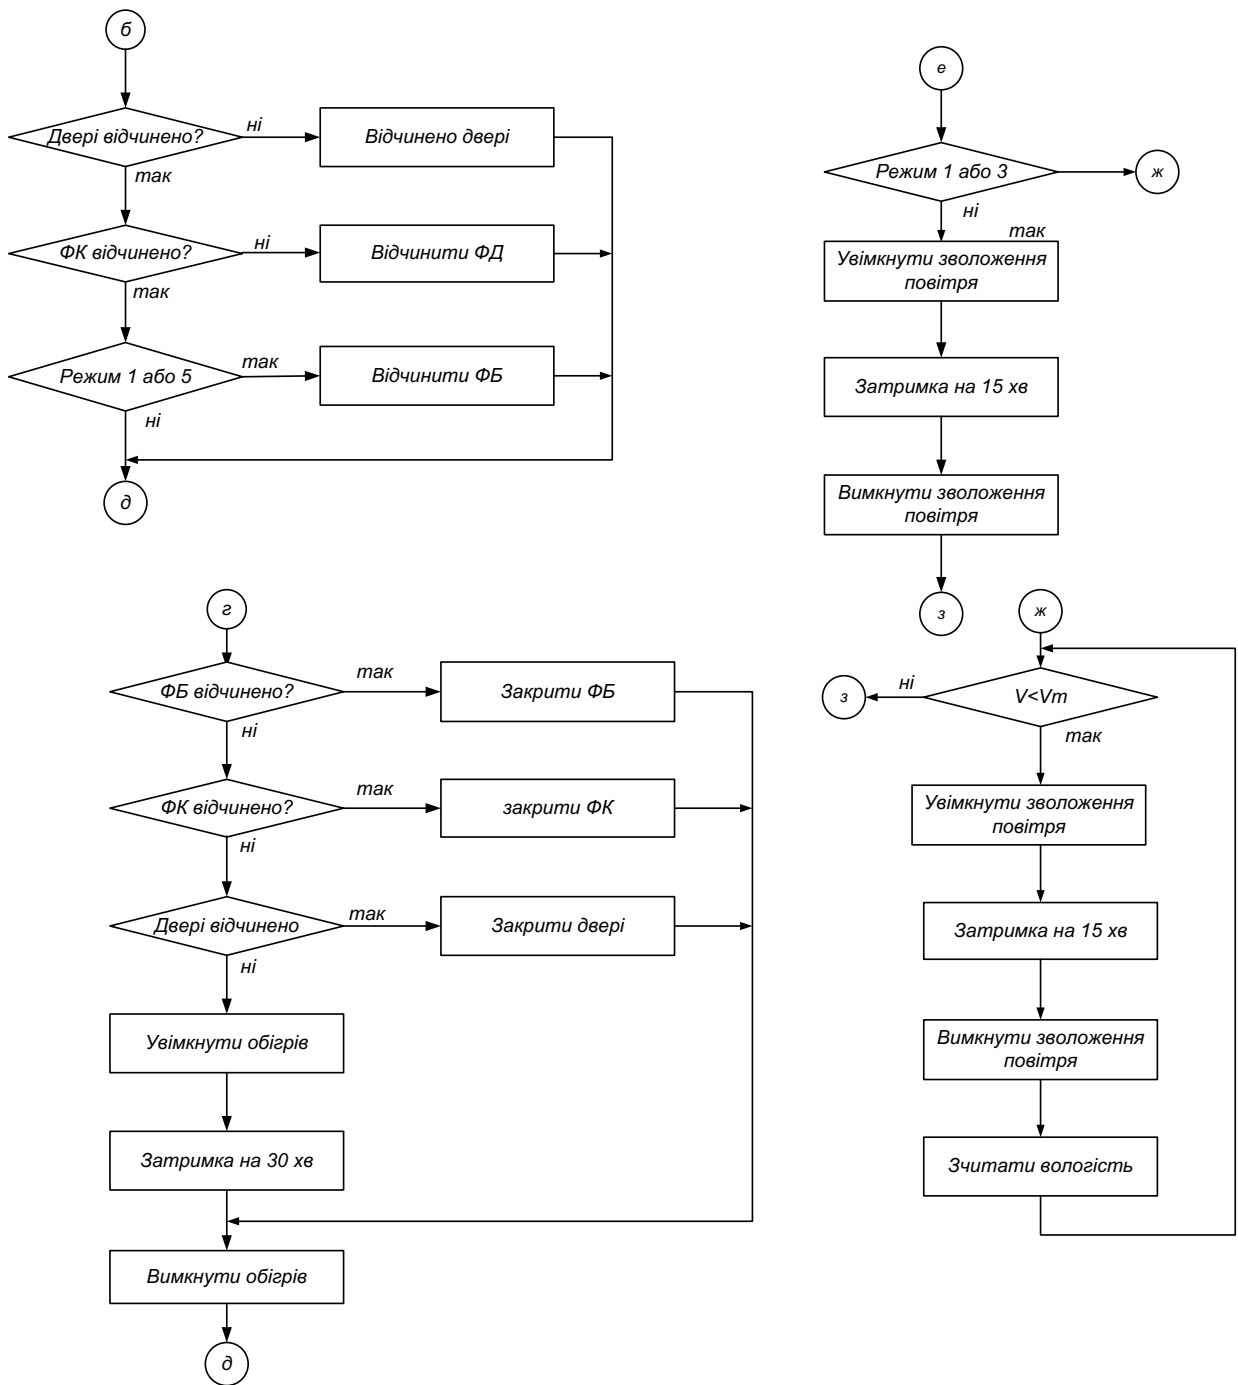 б
Двері відчинено?
ні
Відчинено двері
так
ФК відчинено?
ні
Відчинити ФД
так
Режим 1 або 5
так
Відчинити ФБ
ні
д
е
Режим 1 або 3
ж
ні
так
Увімкнути зволоження
повітря
Затримка на 15 хв
Вимкнути зволоження
повітря
з
г
ФБ відчинено?
так
Закрити ФБ
ні
ФК відчинено?
так
закрити ФК
ні
Двері відчинено
так
Закрити двері
ні
Увімкнути обігрів
Затримка на 30 хв
Вимкнути обігрів
д
ж
V<Vm
ні
з
так
Увімкнути зволоження
повітря
Затримка на 15 хв
Вимкнути зволоження
повітря
Зчитати вологість